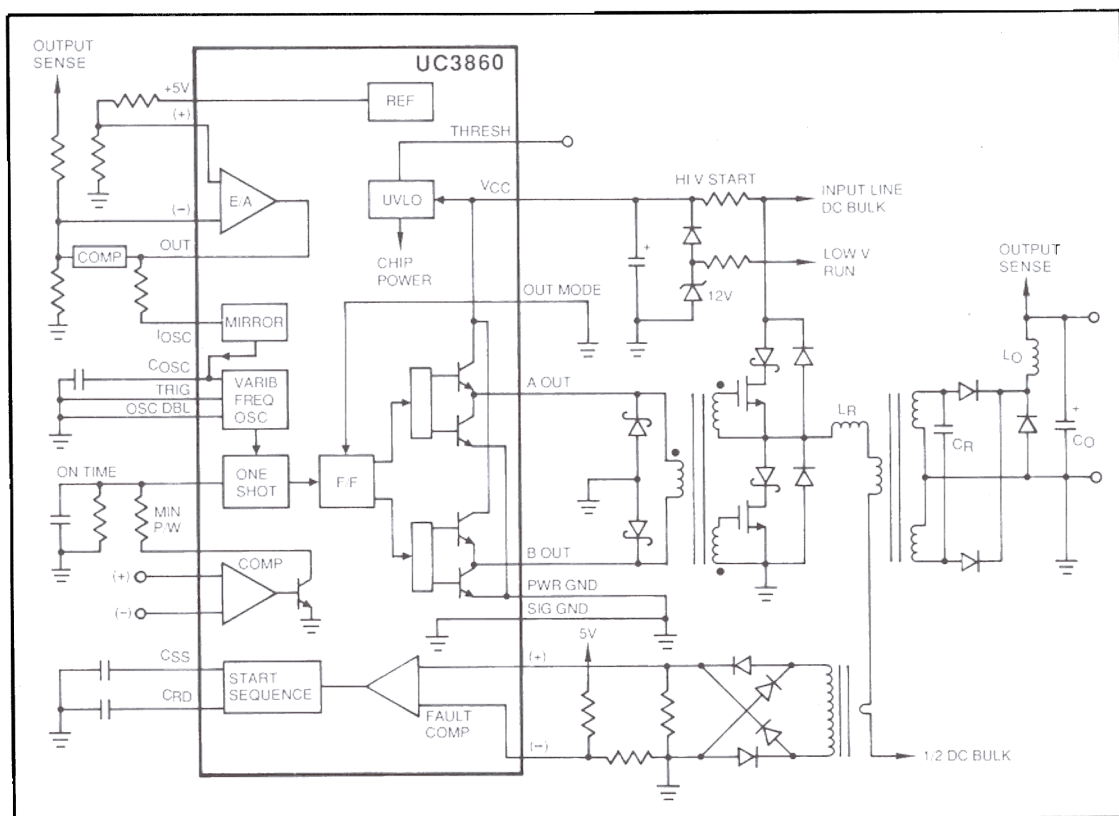 OUTPUT
SENSE
UC3860
+5V
REF
(+)
THRESH
E/A
UVLO
VCC
HI V START
INPUT LINE
DC BULK
(−)
OUT
COMP
CHIP
POWER
+
12V
LOW V
RUN
OUTPUT
SENSE
OUT MODE
MIRROR
IOSC
COSC
TRIG
OSC DBL
VARIB
FREQ
OSC
A OUT
LR
LO
CR
+
CO
ON TIME
ONE
SHOT
F/F
MIN
P/W
COMP
B OUT
(+)
(−)
PWR GND
SIG GND
5V
CSS
CRD
START
SEQUENCE
FAULT
COMP
(+)
(−)
1/2 DC BULK